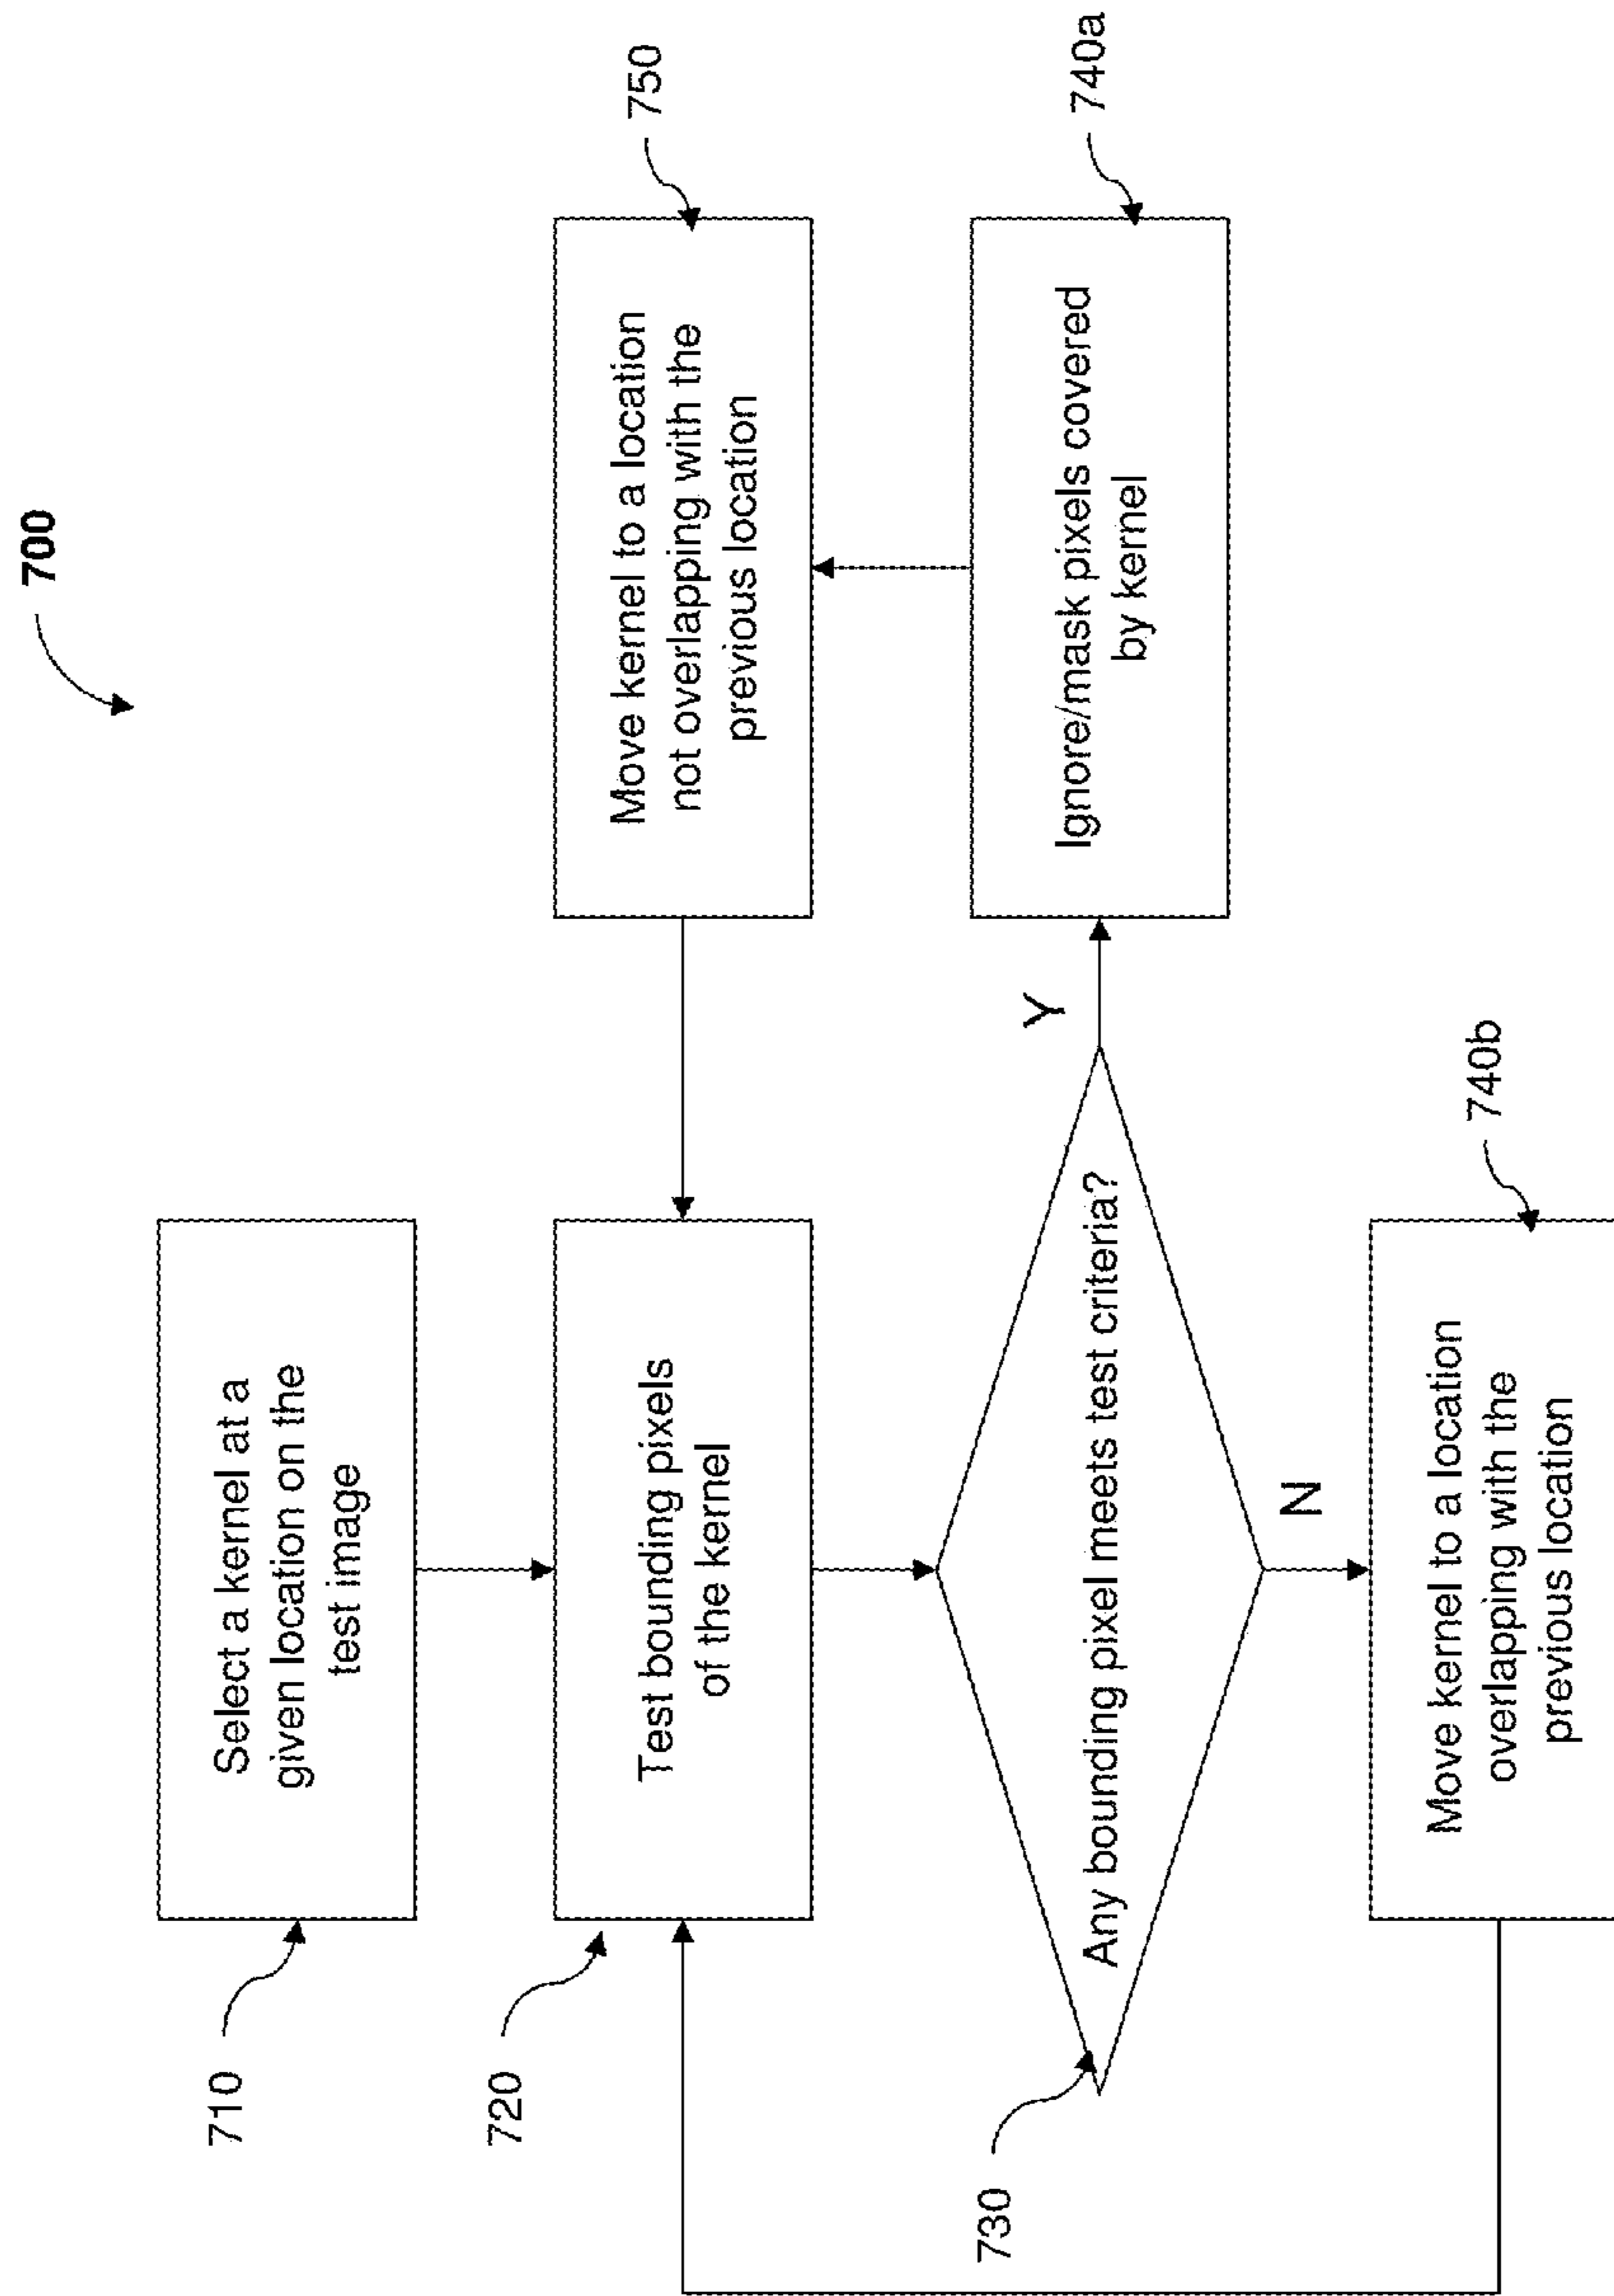 700
710
Select a kernel at a
given location on the
test image
720
Test bounding pixels
of the kernel
750
Move kernel to a location
not overlapping with the
previous location
730
Any bounding pixel meets test criteria?
Y
740a
Ignore/mask pixels covered
by kernel
N
740b
Move kernel to a location
overlapping with the
previous location